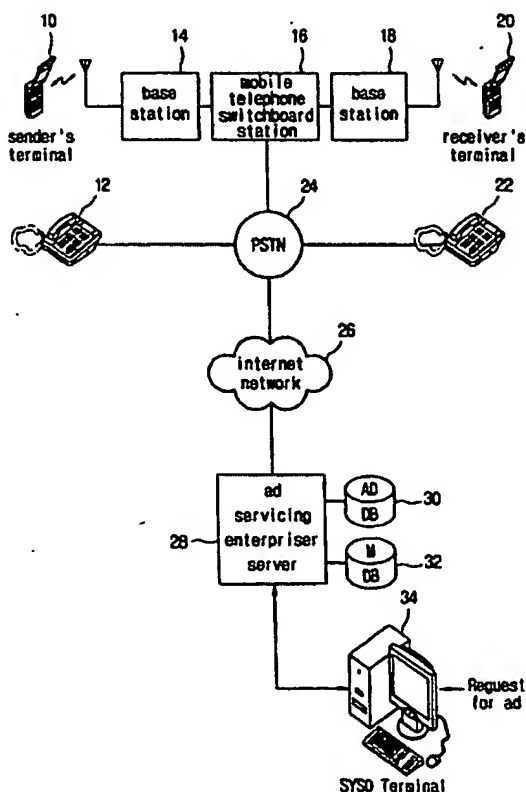 10
14
16
18
20
base
station
mobile
telephone
switchboard
station
base
station
sender's
terminal
receiver's
terminal
12
24
22
PSTN
26
internet
network
ad
servicing
enterpriser
server
28
AD
DB
30
M
DB
32
34
Request
for ad
SYSO Terminal